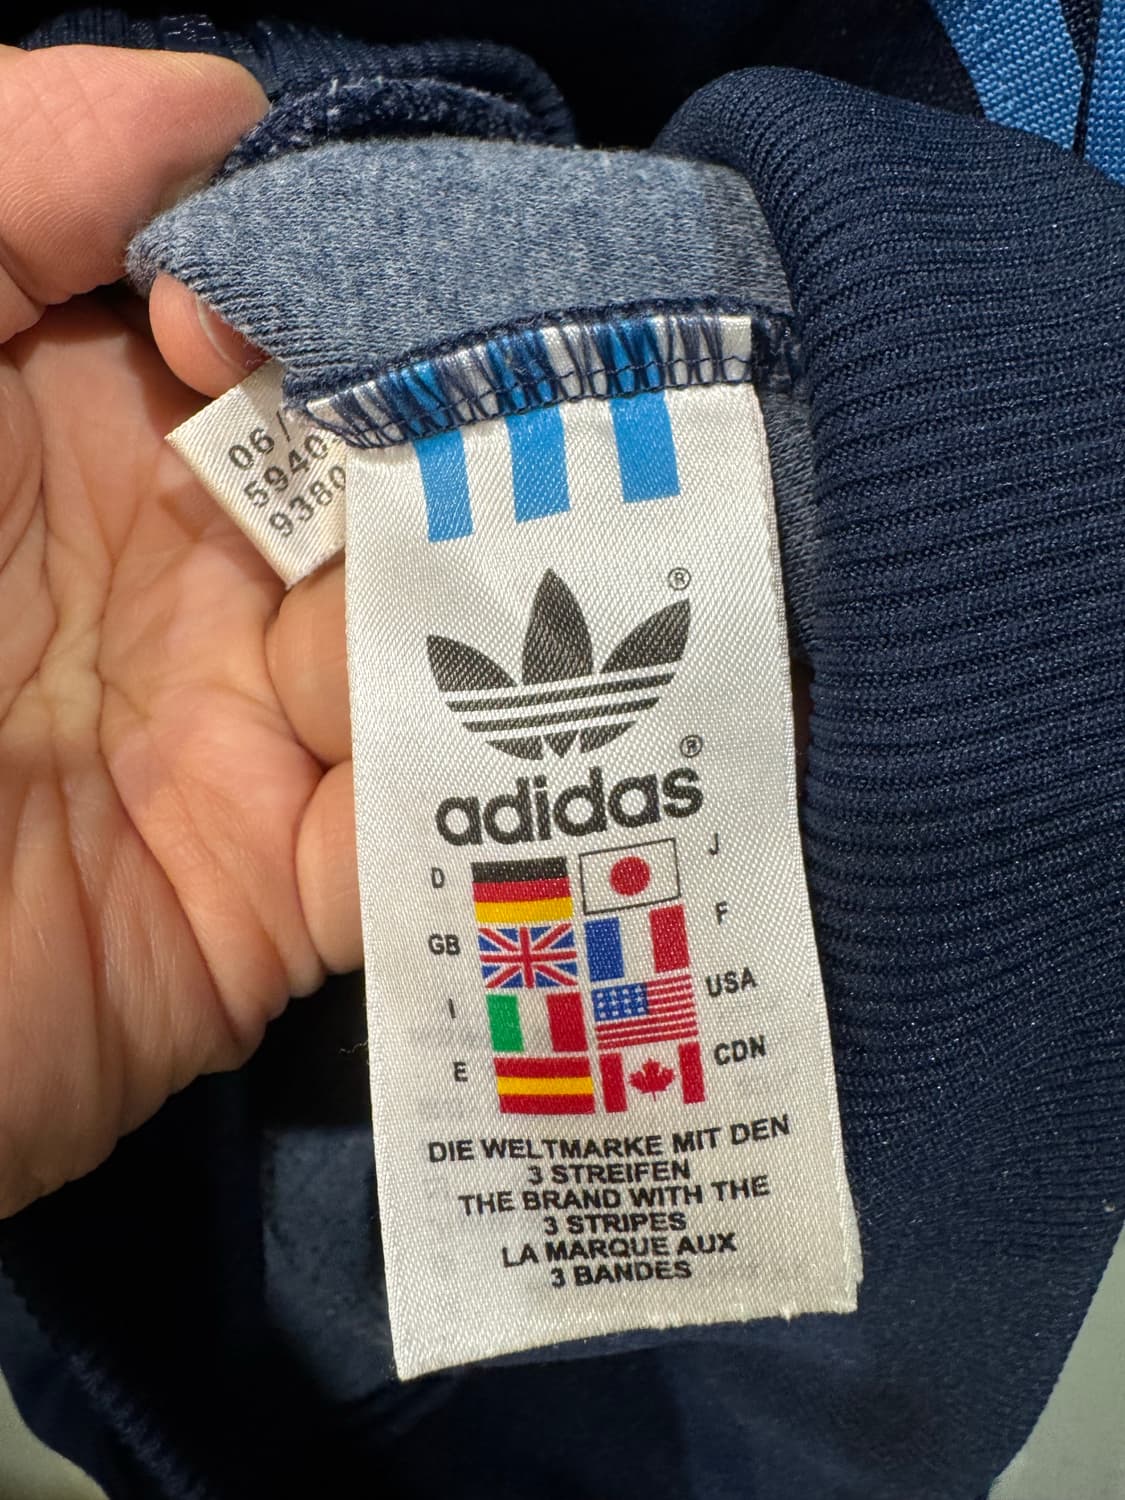 06/
5940
9380
®
®
adidas
D
J
GB
F
I
USA
E
CDN
DIE WELTMARKE MIT DEN
3 STREIFEN
THE BRAND WITH THE
3 STRIPES
LA MARQUE AUX
3 BANDES